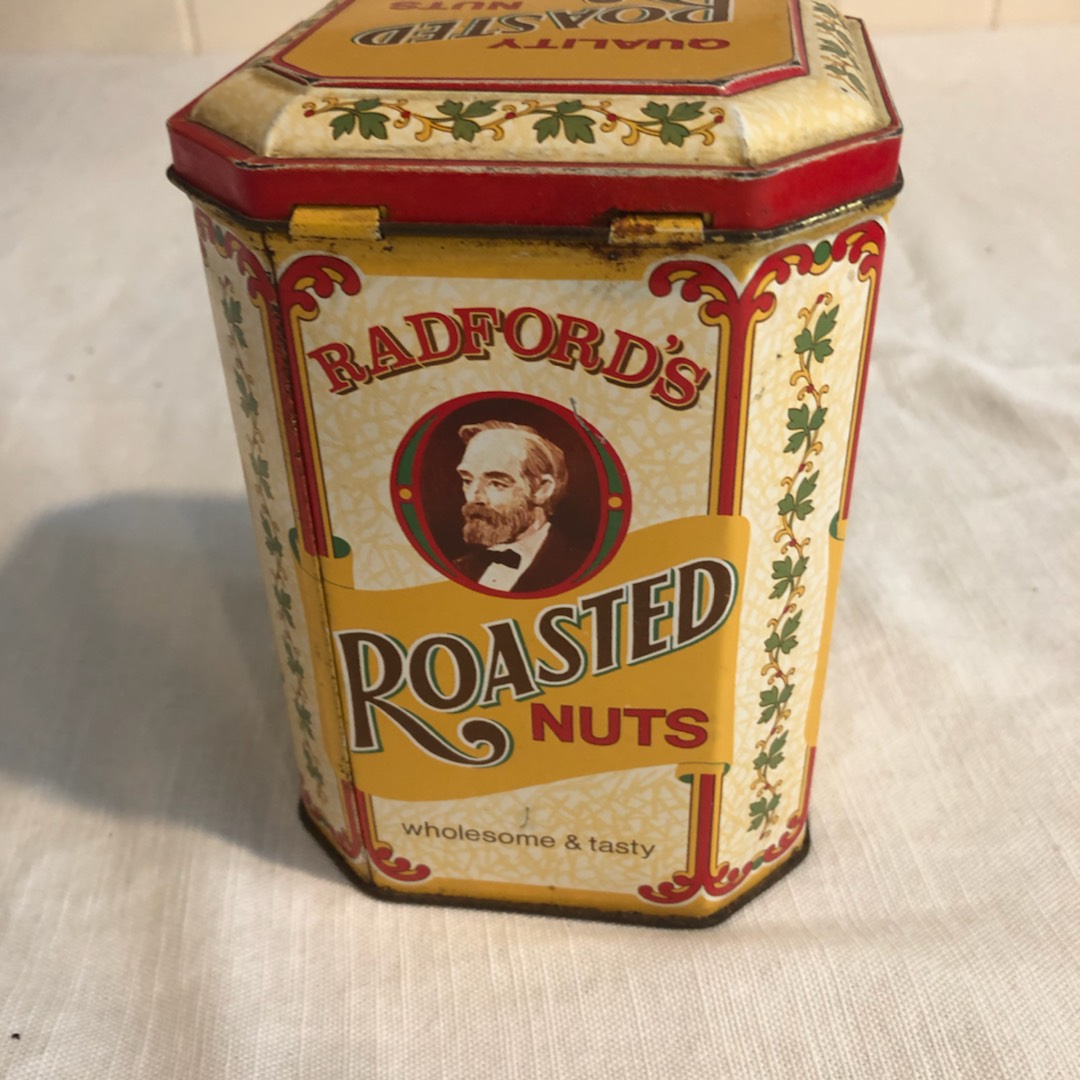 QUALITY
ROASTED
NUTS
RADFORD'S
ROASTED
NUTS
wholesome & tasty